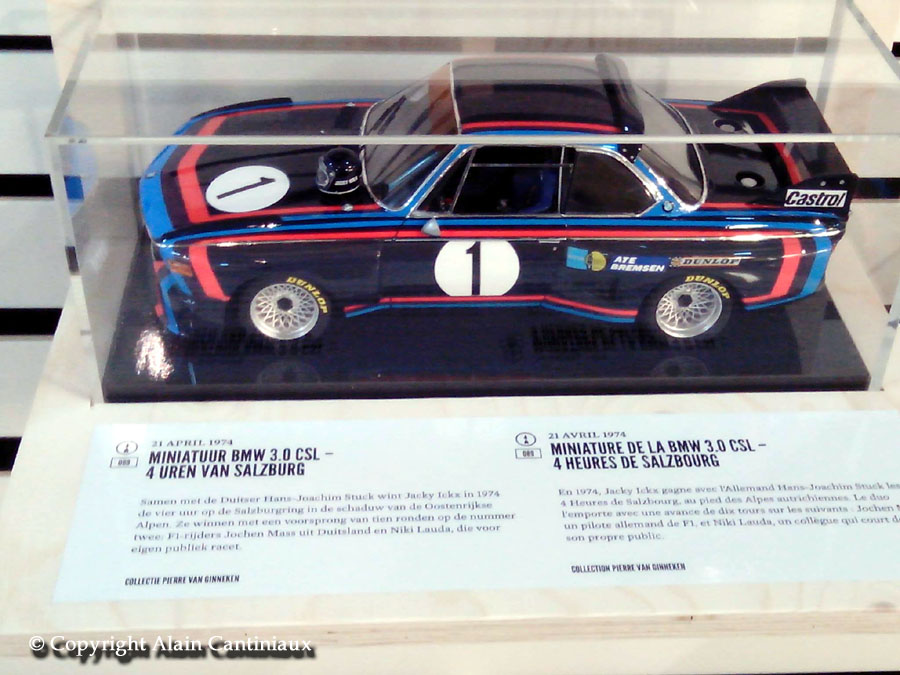 1
Castrol
1
ATE
BREMSEN
DUNLOP
DUNLOP
DUNLOP
21 APRIL 1974
MINIATUUR BMW 3.0 CSL –
4 UREN VAN SALZBURG
Samen met de Duitser Hans-Joachim Stuck wint Jacky Ickx in 1974
de vier uur op de Salzburgring in de schaduw van de Oostenrijkse
Alpen. Ze winnen met een voorsprong van tien ronden op de nummer
twee: F1-rijders Jochen Mass uit Duitsland en Niki Lauda, die voor
eigen publiek racet.
COLLECTIE PIERRE VAN GINNEKEN
21 AVRIL 1974
MINIATURE DE LA BMW 3.0 CSL –
4 HEURES DE SALZBOURG
En 1974, Jacky Ickx gagne avec l'Allemand Hans-Joachim Stuck les
4 Heures de Salzbourg, au pied des Alpes autrichiennes. Le duo
l'emporte avec une avance de dix tours sur les suivants : Jochen
un pilote allemand de F1, et Niki Lauda, un collègue qui court
son propre public.
COLLECTION PIERRE VAN GINNEKEN
© Copyright Alain Cantiniaux